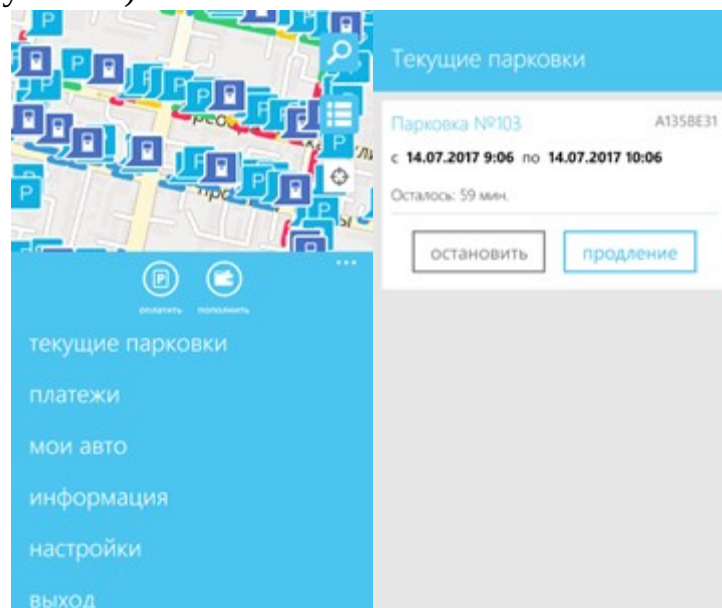 Текущие парковки
Парковка №103 А135ВЕ31
с 14.07.2017 9:06 по 14.07.2017 10:06
Осталось: 59 мин.
остановить продление
оплатить пополнить
текущие парковки
платежи
мои авто
информация
настройки
выход